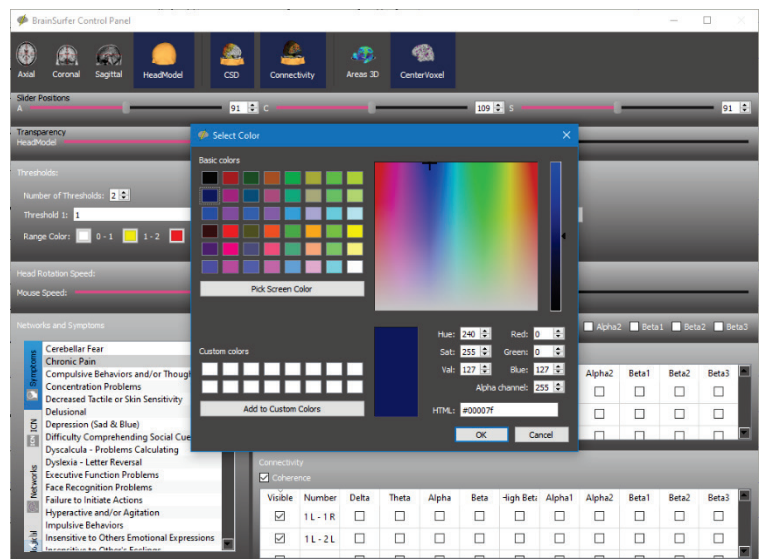 BrainSurfer Control Panel
Axial Coronal Sagittal HeadModel CSD Connectivity Areas 3D CenterVoxel
Slider Positions
A 91 C 109 S 91
Transparency
HeadModel
Select Color
Basic colors
Thresholds:
Number of Thresholds: 2
Threshold 1: 1
Range Color: 0 - 1 1 - 2
Pick Screen Color
Head Rotation Speed:
Mouse Speed:
Hue: 240 Red: 0
Sat: 255 Green: 0
Val: 127 Blue: 127
Alpha channel: 255
HTML: #00007f
Custom colors
Add to Custom Colors
OK Cancel
Networks and Symptoms
Alpha2 Beta1 Beta2 Beta3
Symptoms
ICN
Networks
Cerebellar Fear
Chronic Pain
Compulsive Behaviors and/or Though
Concentration Problems
Decreased Tactile or Skin Sensitivity
Delusional
Depression (Sad & Blue)
Difficulty Comprehending Social Cue
Dyscalcula - Problems Calculating
Dyslexia - Letter Reversal
Executive Function Problems
Face Recognition Problems
Failure to Initiate Actions
Hyperactive and/or Agitation
Impulsive Behaviors
Insensitive to Others Emotional Expressions
Alpha2 Beta1 Beta2 Beta3
Connectivity
Coherence
Visible Number Delta Theta Alpha Beta High Beta Alpha1 Alpha2 Beta1 Beta2 Beta3
1 L - 1 R
1 L - 2 L